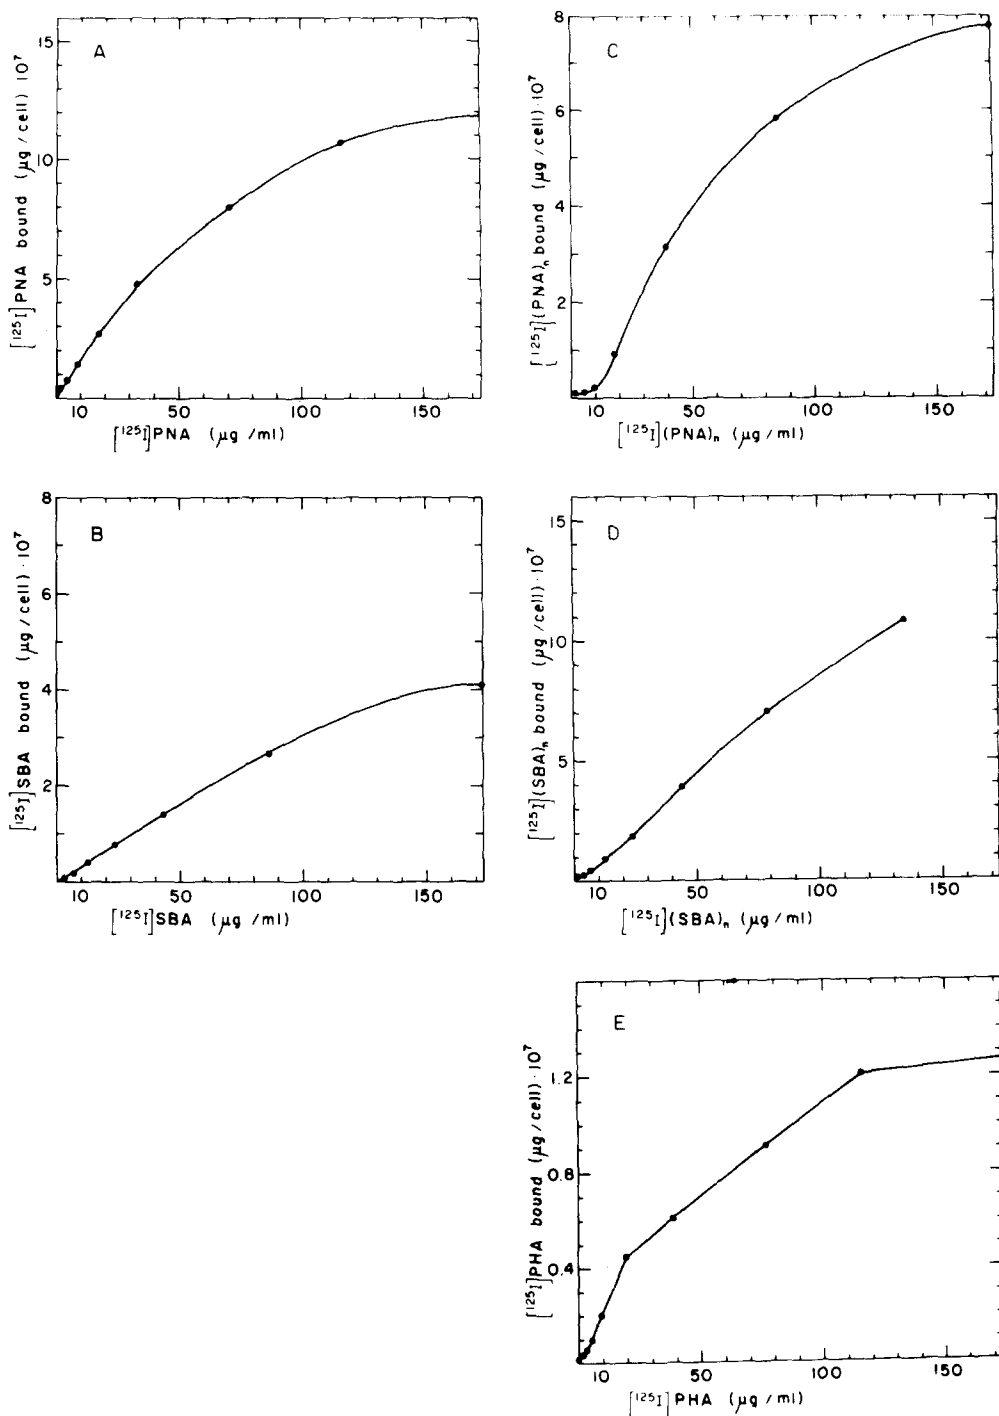 A
[¹²⁵I]PNA bound (μg / cell) 10⁷
15
10
5
10 50 100 150
[¹²⁵I]PNA (μg /ml)
C
[¹²⁵I](PNA)ₙ bound (μg /cell) · 10⁷
8
6
4
2
10 50 100 150
[¹²⁵I](PNA)ₙ (μg /ml)
B
[¹²⁵I]SBA bound (μg /cell) · 10⁷
8
6
4
2
10 50 100 150
[¹²⁵I]SBA (μg /ml)
D
[¹²⁵I](SBA)ₙ bound (μg /cell) · 10⁷
15
10
5
10 50 100 150
[¹²⁵I](SBA)ₙ (μg /ml)
E
[¹²⁵I]PHA bound (μg /cell) · 10⁷
1.2
0.8
0.4
10 50 100 150
[¹²⁵I] PHA (μg /ml)